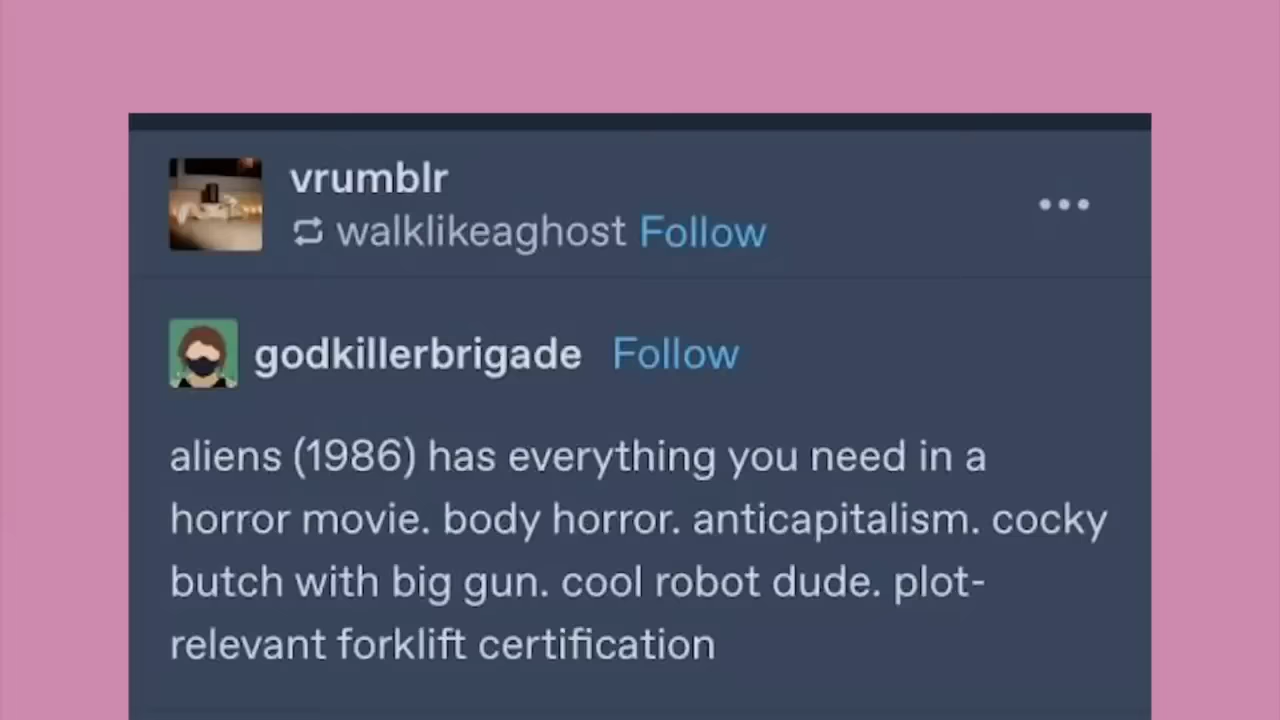 vrumblr
walklikeaghost Follow
godkillerbrigade Follow
aliens (1986) has everything you need in a
horror movie. body horror. anticapitalism. cocky
butch with big gun. cool robot dude. plot-
relevant forklift certification